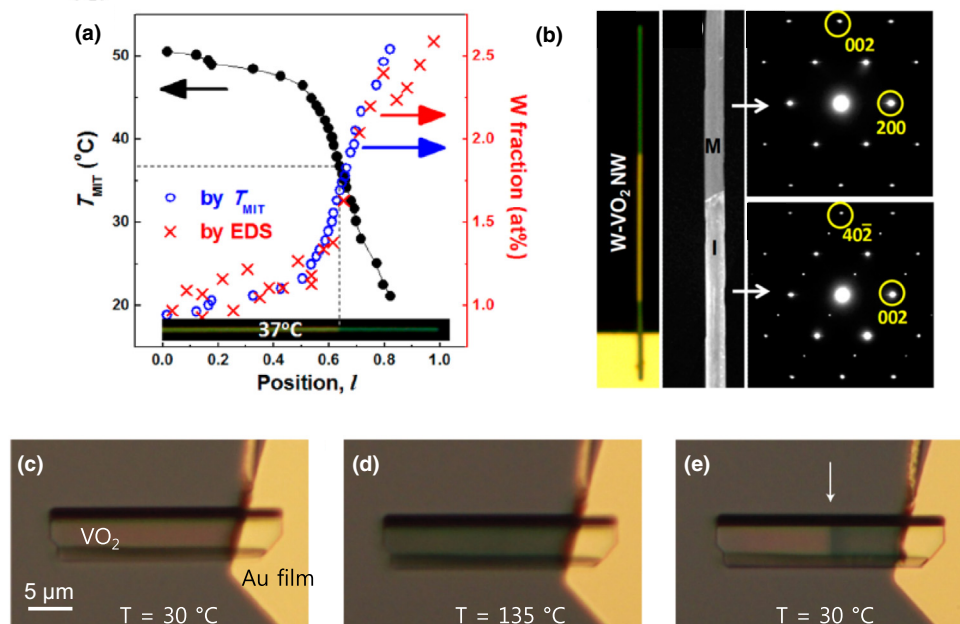 (a)
50
40
30
20
T_MIT (°C)
2.5
2.0
1.5
1.0
W fraction (at%)
by T_MIT
by EDS
37°C
0.0 0.2 0.4 0.6 0.8 1.0
Position, l
(b)
W-VO₂ NW
M
I
002
200
402̄
002
(c)
VO₂
Au film
5 μm
T = 30 °C
(d)
T = 135 °C
(e)
T = 30 °C